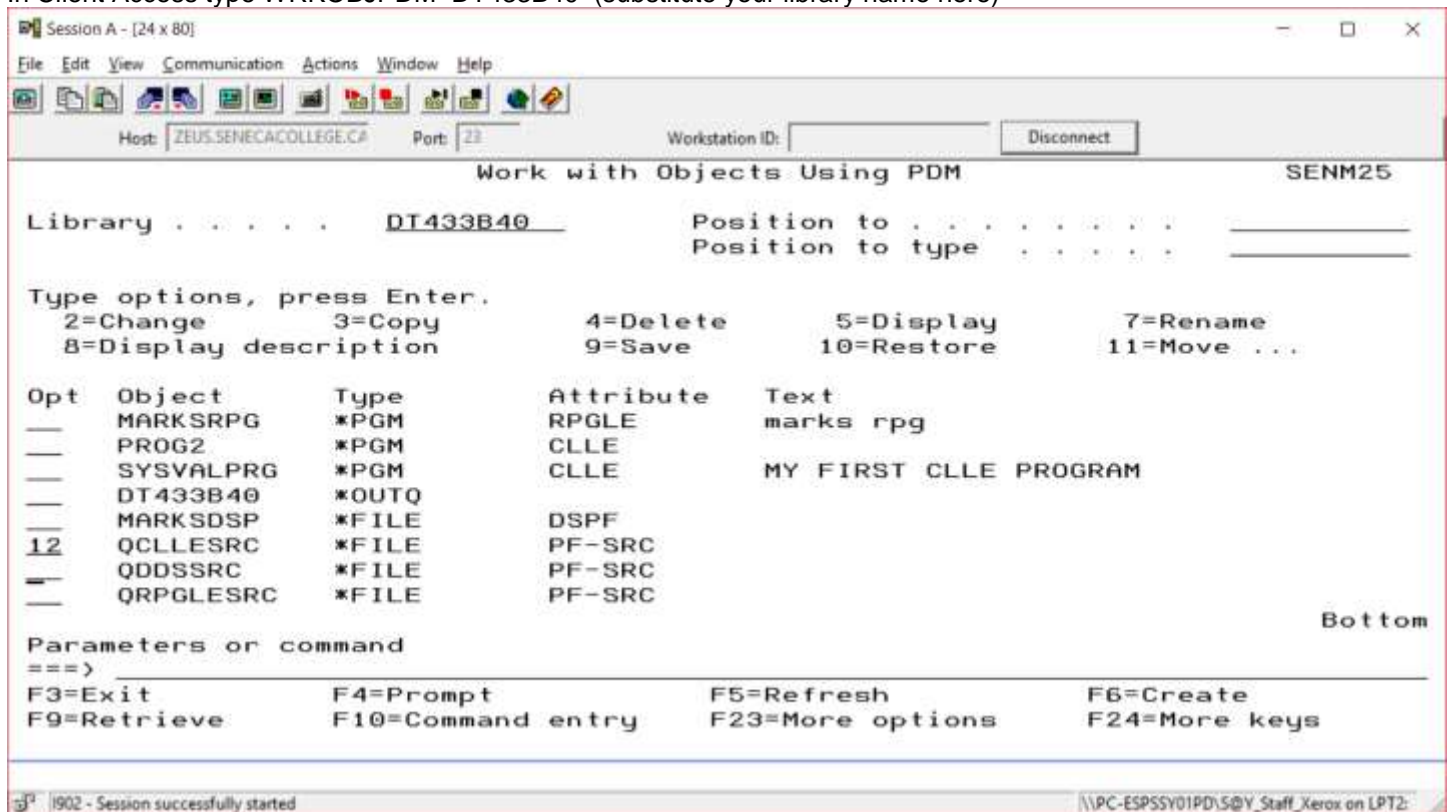 In Client Access type WRKOBJPDM DT433B40 (substitute your library name here)
Session A - [24 x 80]
File Edit View Communication Actions Window Help
Host: ZEUS.SENECACOLLEGE.CA Port: 23 Workstation ID: Disconnect
Work with Objects Using PDM SENM25
Library . . . . . DT433B40 Position to . . . . . . . .
Position to type . . . . .
Type options, press Enter.
2=Change 3=Copy 4=Delete 5=Display 7=Rename
8=Display description 9=Save 10=Restore 11=Move ...
Opt Object Type Attribute Text
MARKSRPG *PGM RPGLE marks rpg
PROG2 *PGM CLLE
SYSVALPRG *PGM CLLE MY FIRST CLLE PROGRAM
DT433B40 *OUTQ
MARKSDSP *FILE DSPF
12 QCLLESRC *FILE PF-SRC
QDDSSRC *FILE PF-SRC
QRPGLESRC *FILE PF-SRC
Bottom
Parameters or command
===>
F3=Exit F4=Prompt F5=Refresh F6=Create
F9=Retrieve F10=Command entry F23=More options F24=More keys
I902 - Session successfully started \\PC-ESPSSY01PD\S@Y_Staff_Xerox on LPT2: